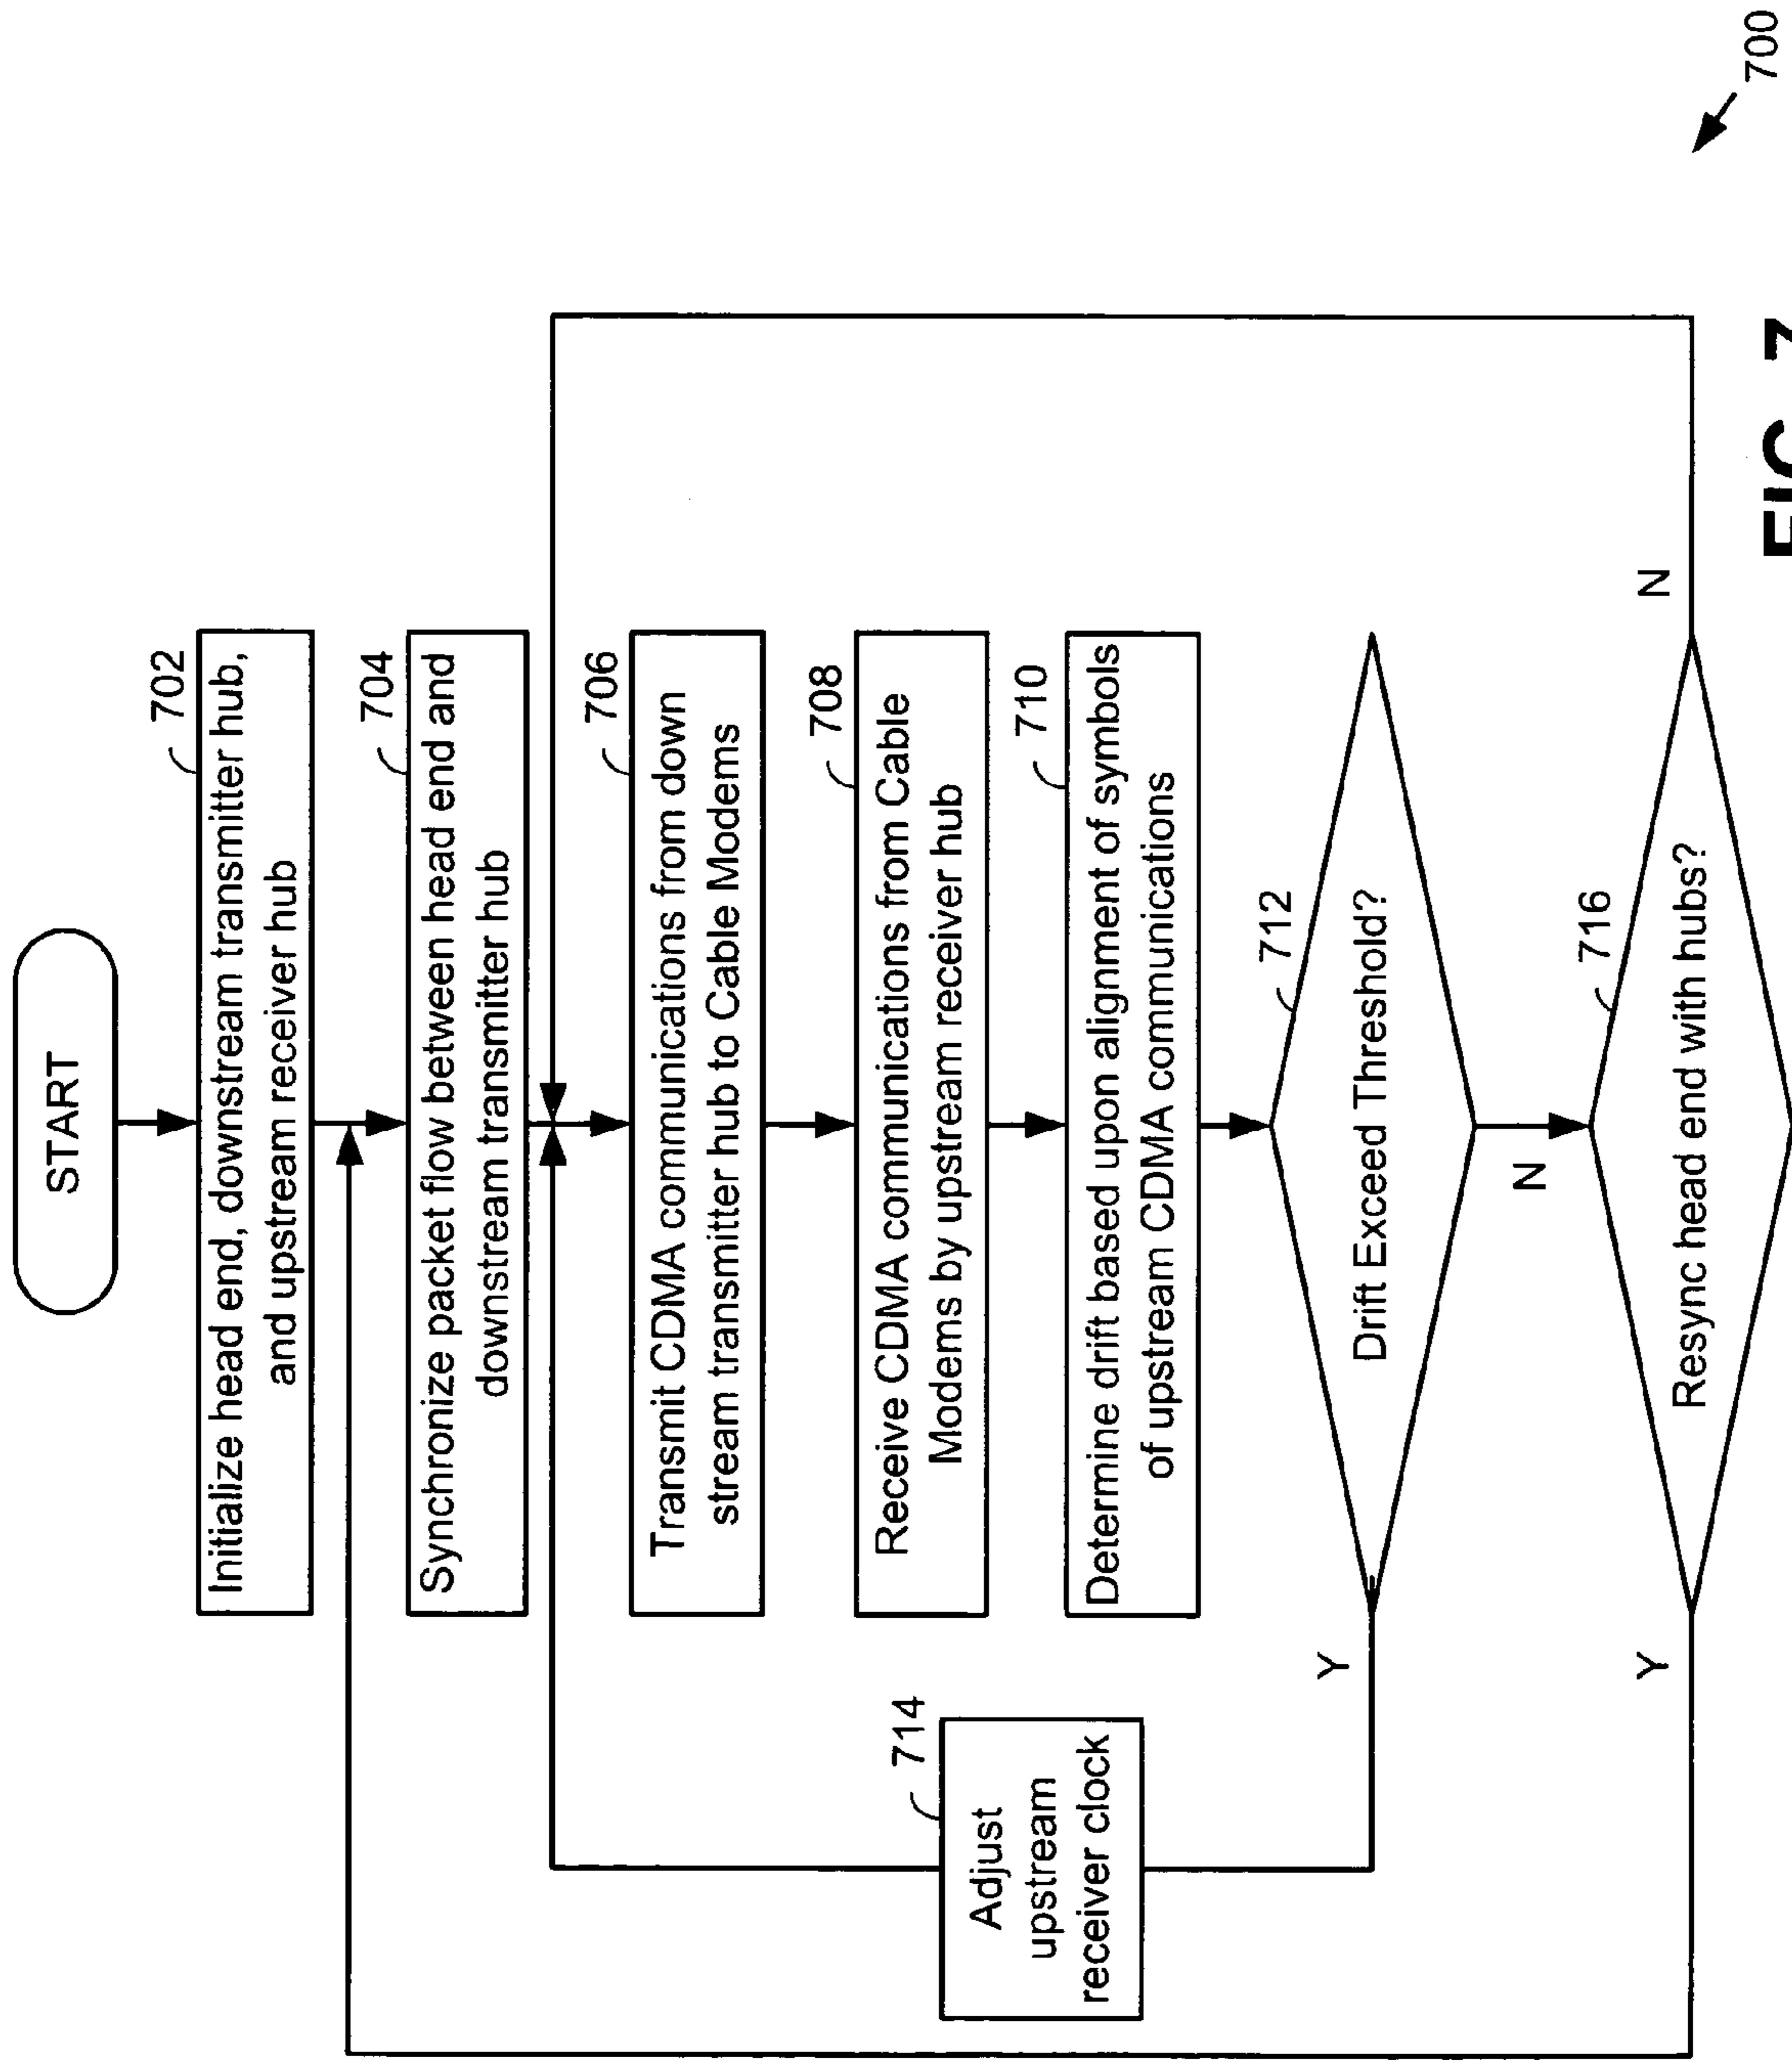 START
702
Initialize head end, downstream transmitter hub,
and upstream receiver hub
704
Synchronize packet flow between head end and
downstream transmitter hub
706
Transmit CDMA communications from down
stream transmitter hub to Cable Modems
708
Receive CDMA communications from Cable
Modems by upstream receiver hub
710
Determine drift based upon alignment of symbols
of upstream CDMA communications
712
Drift Exceed Threshold?
Y
N
714
Adjust
upstream
receiver clock
716
Resync head end with hubs?
Y
N
700